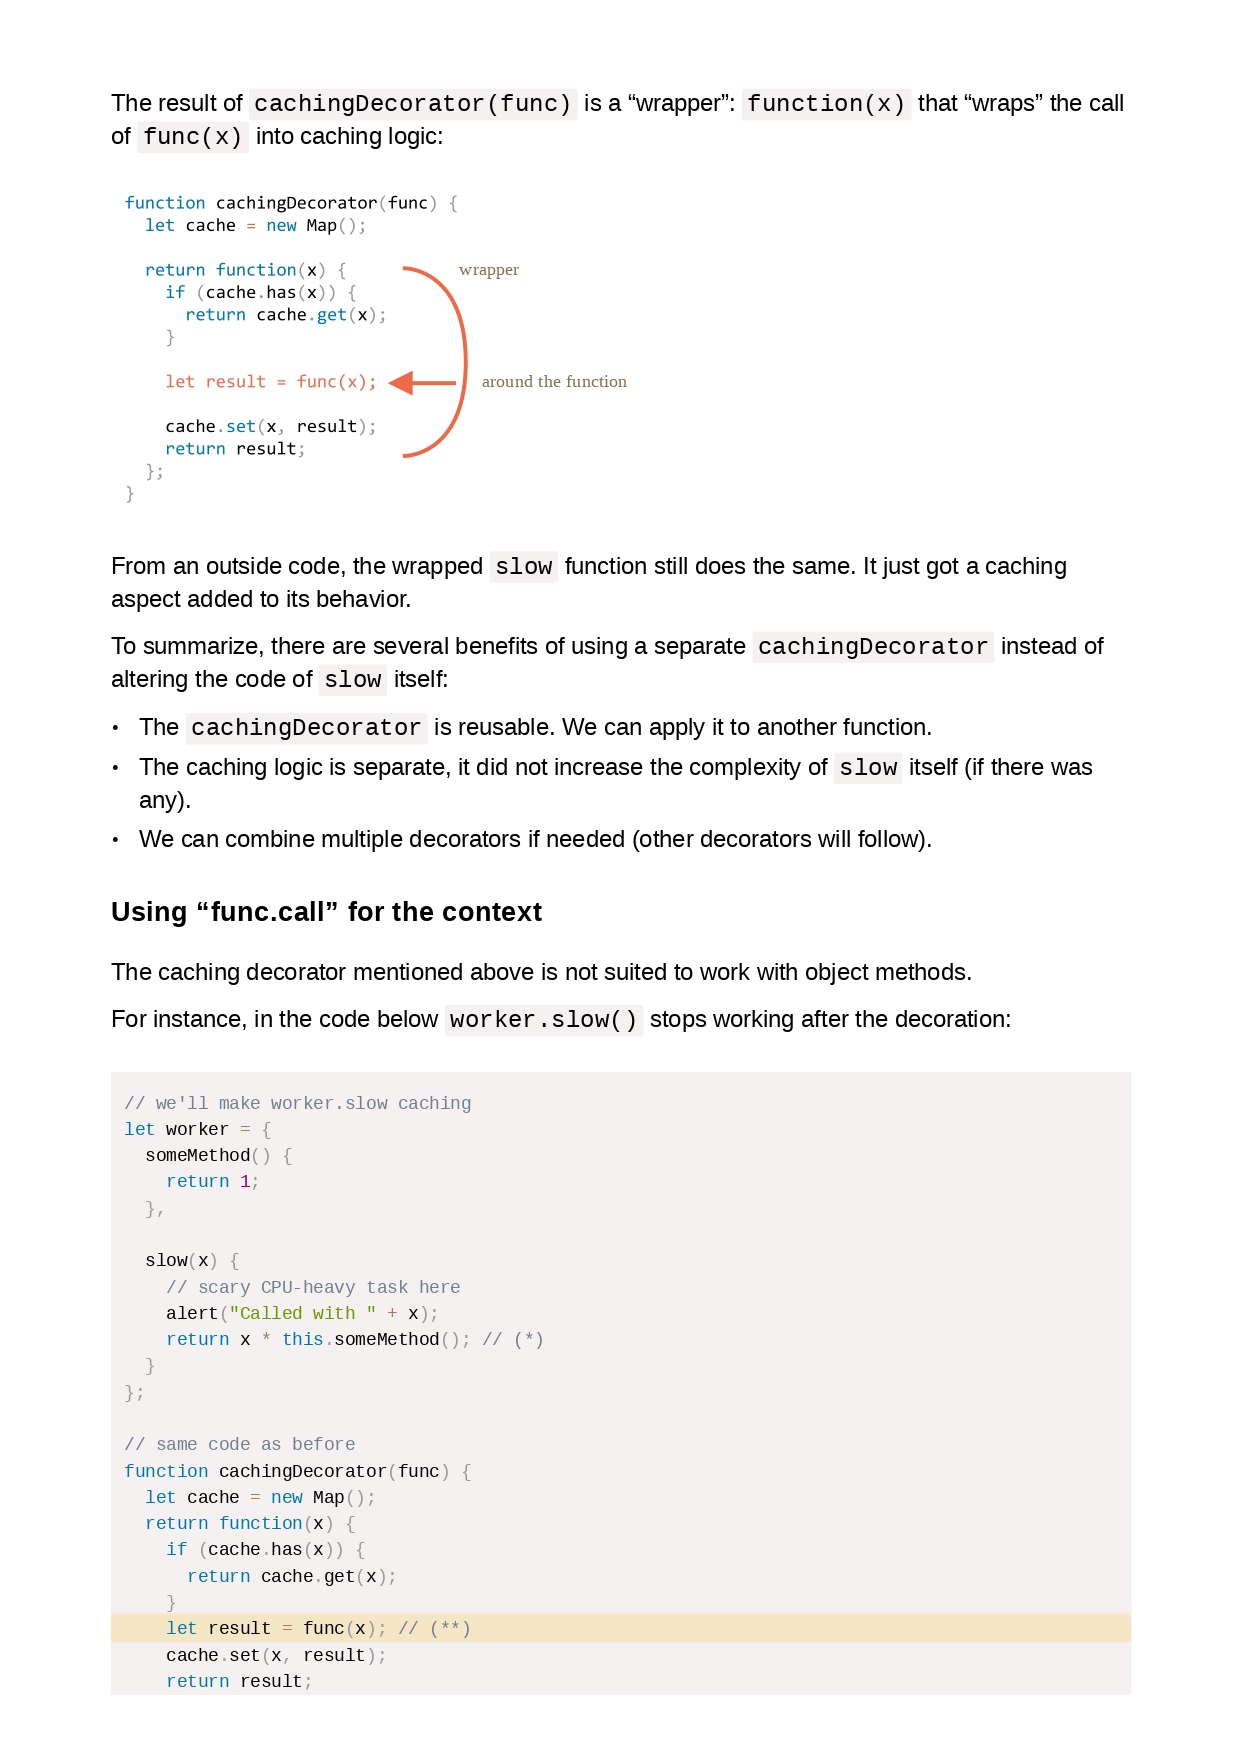 The result of cachingDecorator(func) is a “wrapper”: function(x) that “wraps” the call
of func(x) into caching logic:
function cachingDecorator(func) {
  let cache = new Map();
  return function(x) {
wrapper
    if (cache.has(x)) {
      return cache.get(x);
    }
    let result = func(x);
around the function
    cache.set(x, result);
    return result;
  };
}
From an outside code, the wrapped slow function still does the same. It just got a caching
aspect added to its behavior.
To summarize, there are several benefits of using a separate cachingDecorator instead of
altering the code of slow itself:
• The cachingDecorator is reusable. We can apply it to another function.
• The caching logic is separate, it did not increase the complexity of slow itself (if there was
any).
• We can combine multiple decorators if needed (other decorators will follow).
Using “func.call” for the context
The caching decorator mentioned above is not suited to work with object methods.
For instance, in the code below worker.slow() stops working after the decoration:
// we'll make worker.slow caching
let worker = {
  someMethod() {
    return 1;
  },
  slow(x) {
    // scary CPU-heavy task here
    alert("Called with " + x);
    return x * this.someMethod(); // (*)
  }
};
// same code as before
function cachingDecorator(func) {
  let cache = new Map();
  return function(x) {
    if (cache.has(x)) {
      return cache.get(x);
    }
    let result = func(x); // (**)
    cache.set(x, result);
    return result;